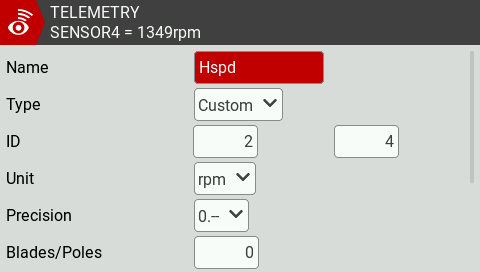 TELEMETRY
SENSOR4 = 1349rpm
Name Hspd
Type Custom
ID 2 4
Unit rpm
Precision 0.--
Blades/Poles 0